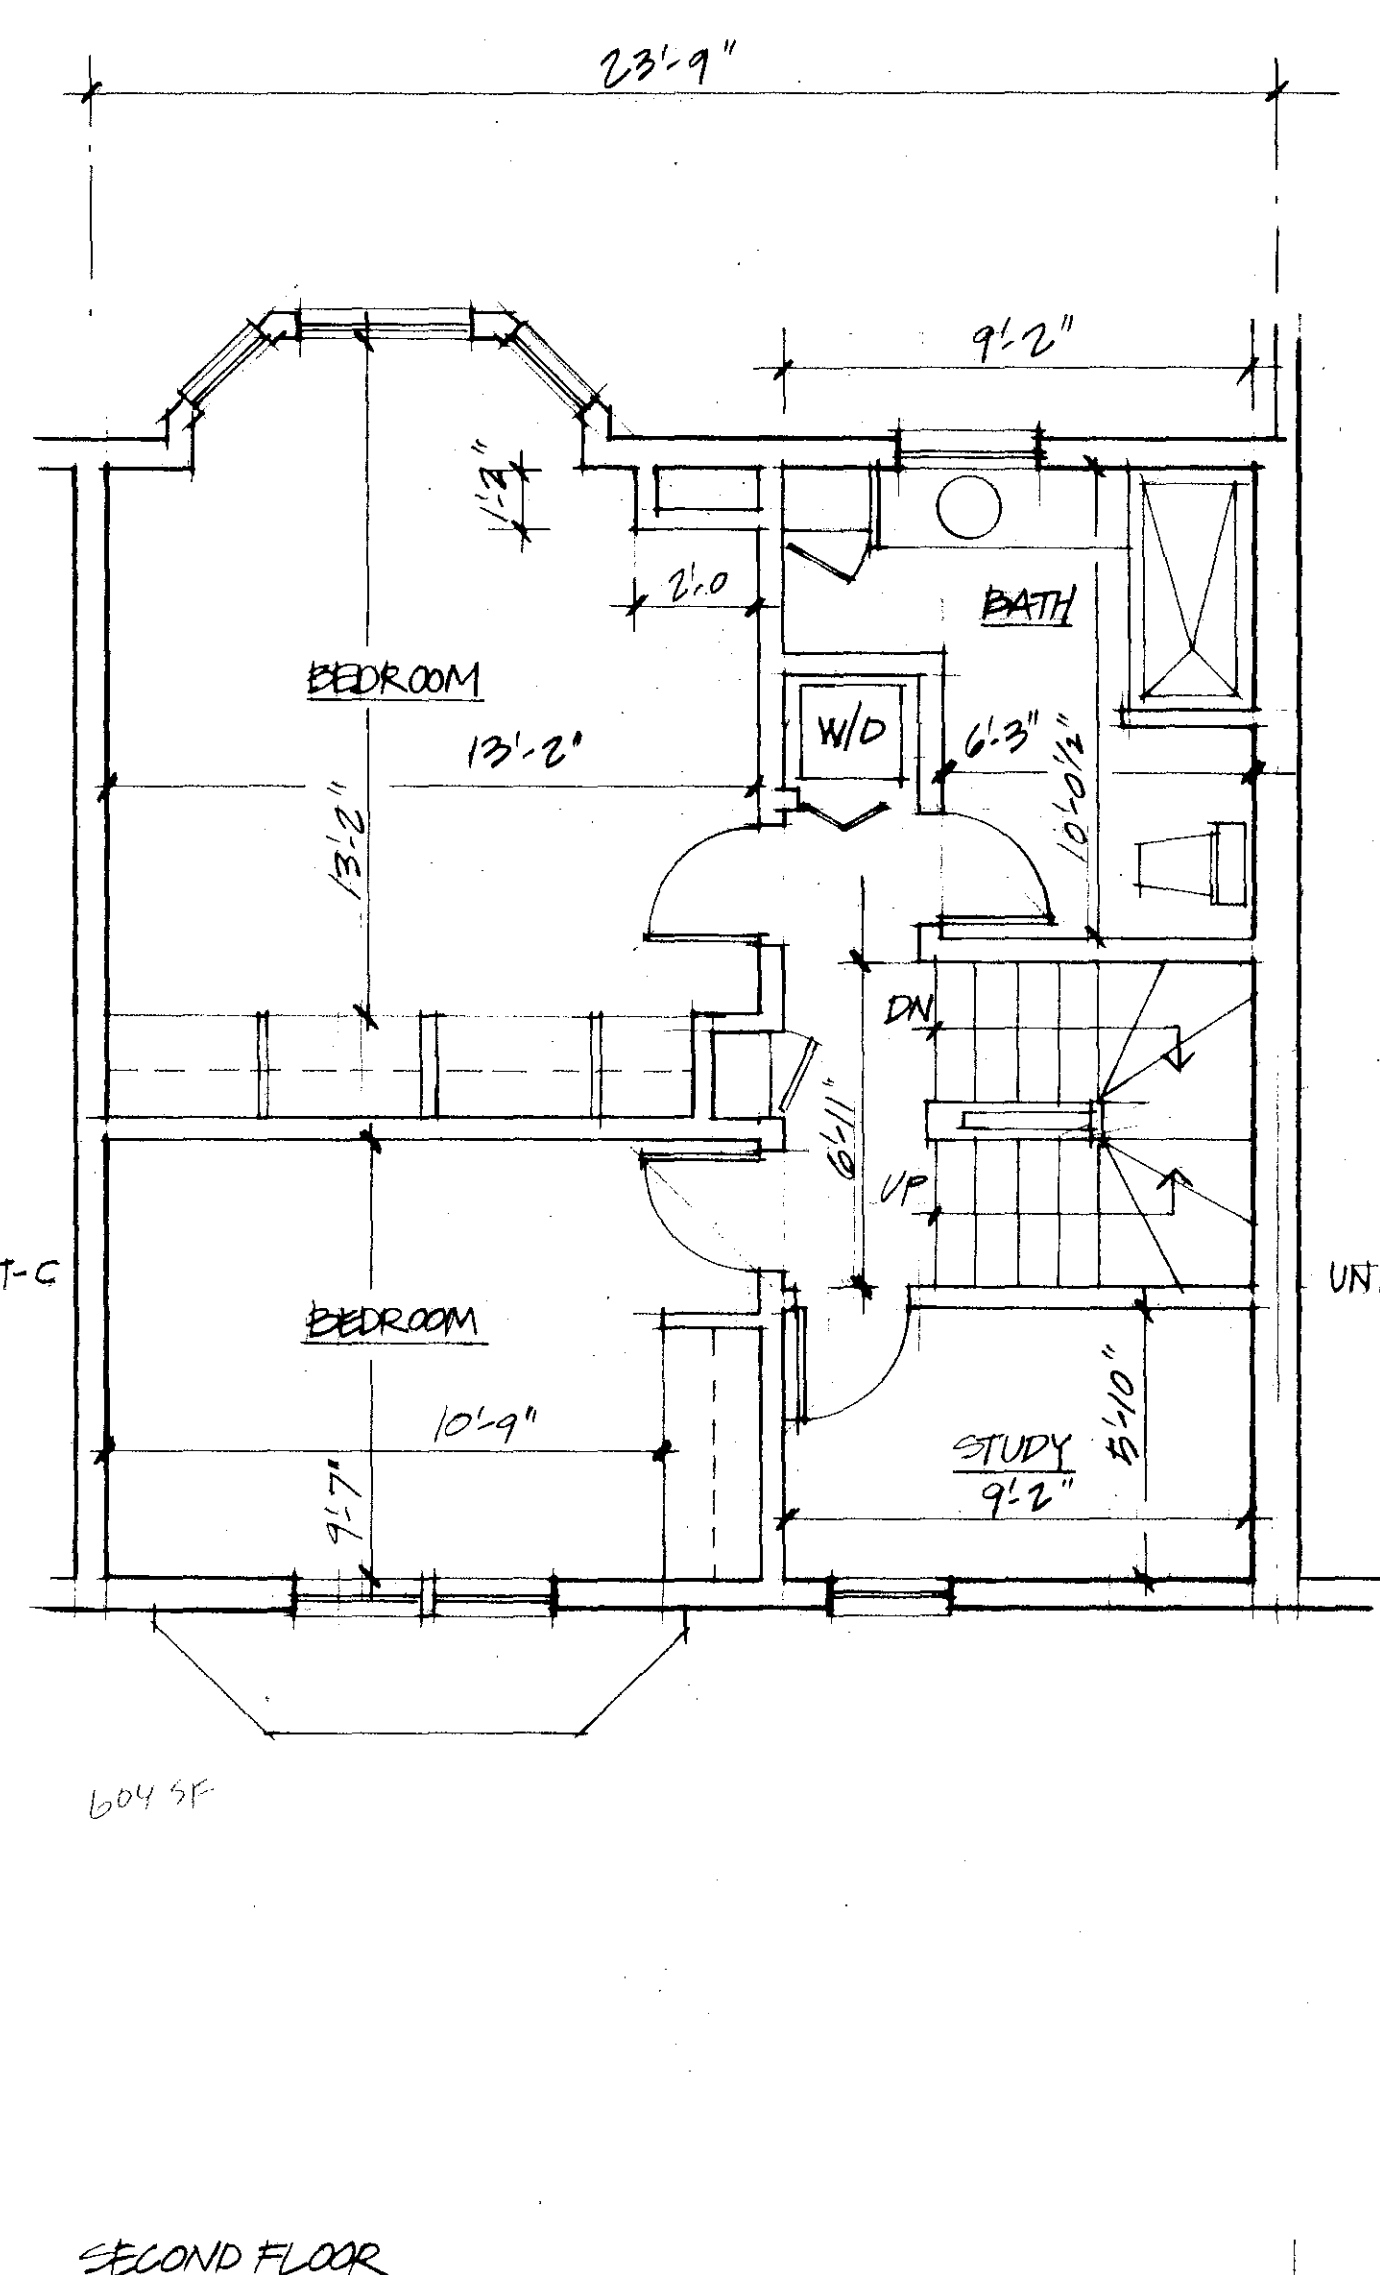 23'-9"
9'-2"
1'-2"
2'-0
BATH
BEDROOM
W/D
6'-3"
13'-2"
10'-0½"
13'-2"
DN
6'-11"
UP
T-C
UN
BEDROOM
5'-10"
10'-9"
STUDY
9'-2"
9'-7"
604 SF
SECOND FLOOR